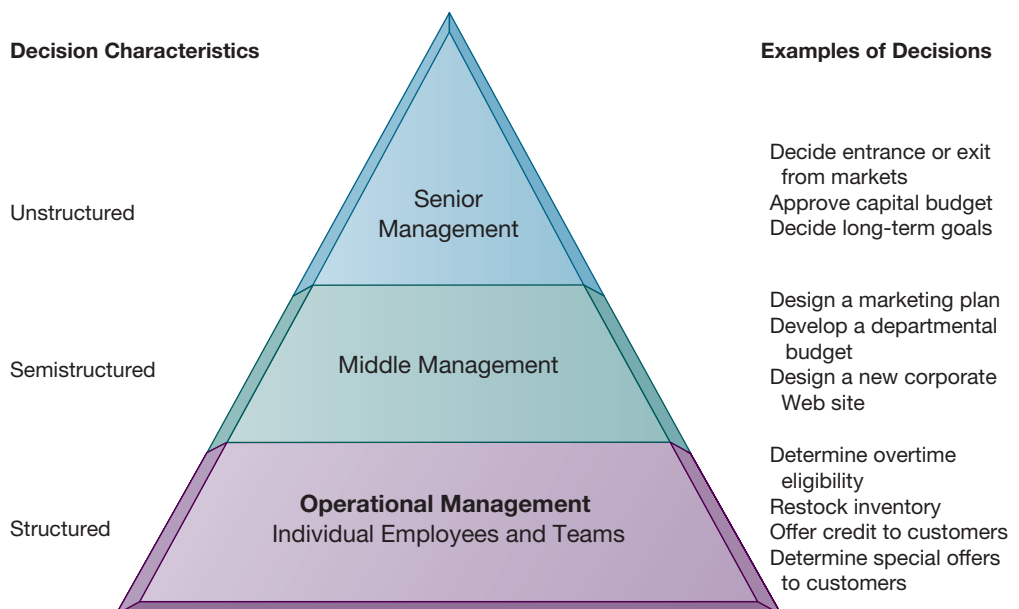 Decision Characteristics
Examples of Decisions
Unstructured
Senior
Management
Decide entrance or exit
from markets
Approve capital budget
Decide long-term goals
Semistructured
Middle Management
Design a marketing plan
Develop a departmental
budget
Design a new corporate
Web site
Structured
Operational Management
Individual Employees and Teams
Determine overtime
eligibility
Restock inventory
Offer credit to customers
Determine special offers
to customers